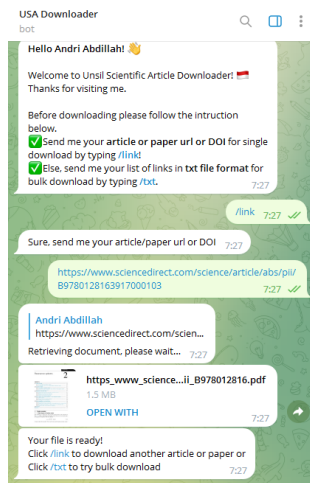 USA Downloader
bot
Hello Andri Abdillah! 👋
Welcome to Unsil Scientific Article Downloader! 🇮🇩
Thanks for visiting me.
Before downloading please follow the intruction
below.
✅Send me your article or paper url or DOI for single
download by typing /link!
✅Else, send me your list of links in txt file format for
bulk download by typing /txt.
7:27
/link 7:27
Sure, send me your article/paper url or DOI 7:27
https://www.sciencedirect.com/science/article/abs/pii/
B9780128163917000103
7:27
Andri Abdillah
https://www.sciencedirect.com/scien...
Retrieving document, please wait... 7:27
2
https_www_science...ii_B978012816.pdf
1.5 MB
OPEN WITH
7:27
Your file is ready!
Click /link to download another article or paper or
Click /txt to try bulk download 7:27